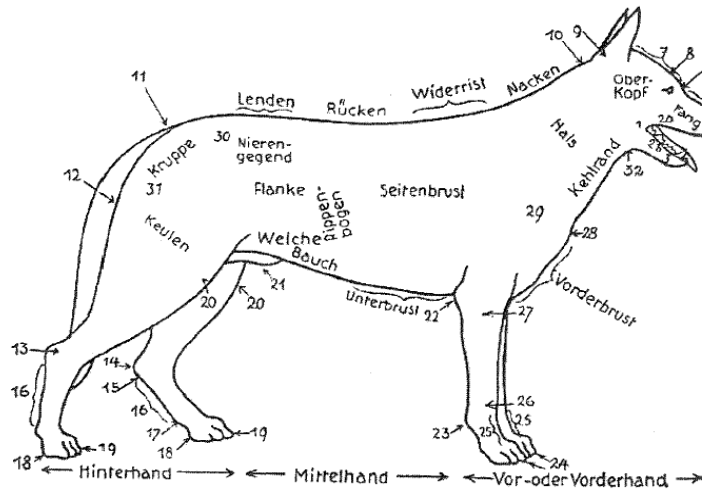 9
10
7
8
11
Nacken
Ober-
Kopf
Widerrist
Lenden
Rücken
Fang
20
Hals
30
Nieren-
gegend
Kruppe
Kehlrand
32
12
31
Flanke
Rippen-
bogen
Seitenbrust
29
Keulen
28
Welche
Bauch
20
20
21
Unterbrust
22
Vorderbrust
27
13
14
15
16
16
26
25
25
17
23
18
19
18
19
24
Hinterhand
Mittelhand
Vor-oder Vorderhand